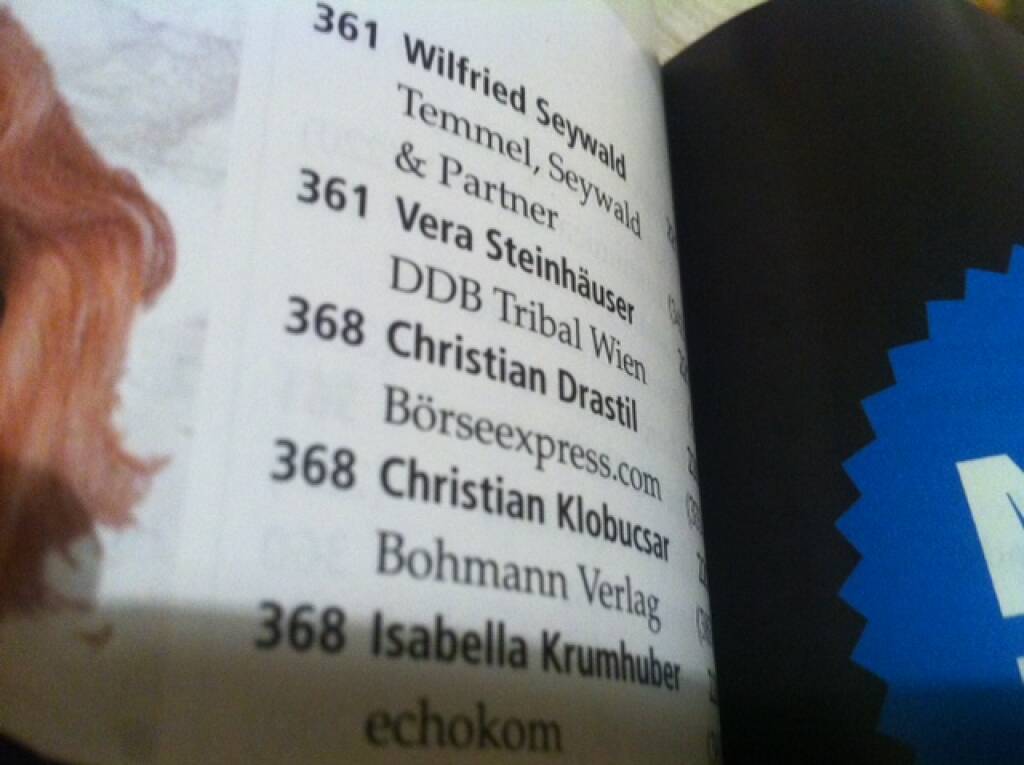 361 Wilfried Seywald
Temmel, Seywald
& Partner
361 Vera Steinhäuser
DDB Tribal Wien
368 Christian Drastil
Börseexpress.com
368 Christian Klobucsar
Bohmann Verlag
368 Isabella Krumhuber
echokom